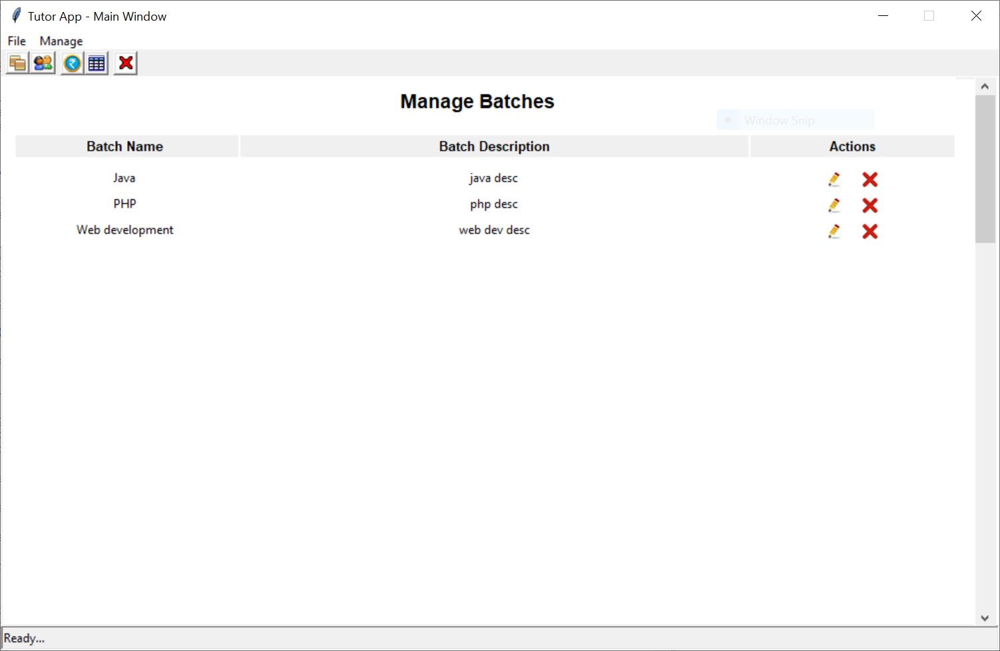 Tutor App - Main Window
File Manage
Manage Batches
Window Snip
Batch Name Batch Description Actions
Java java desc
PHP php desc
Web development web dev desc
Ready...